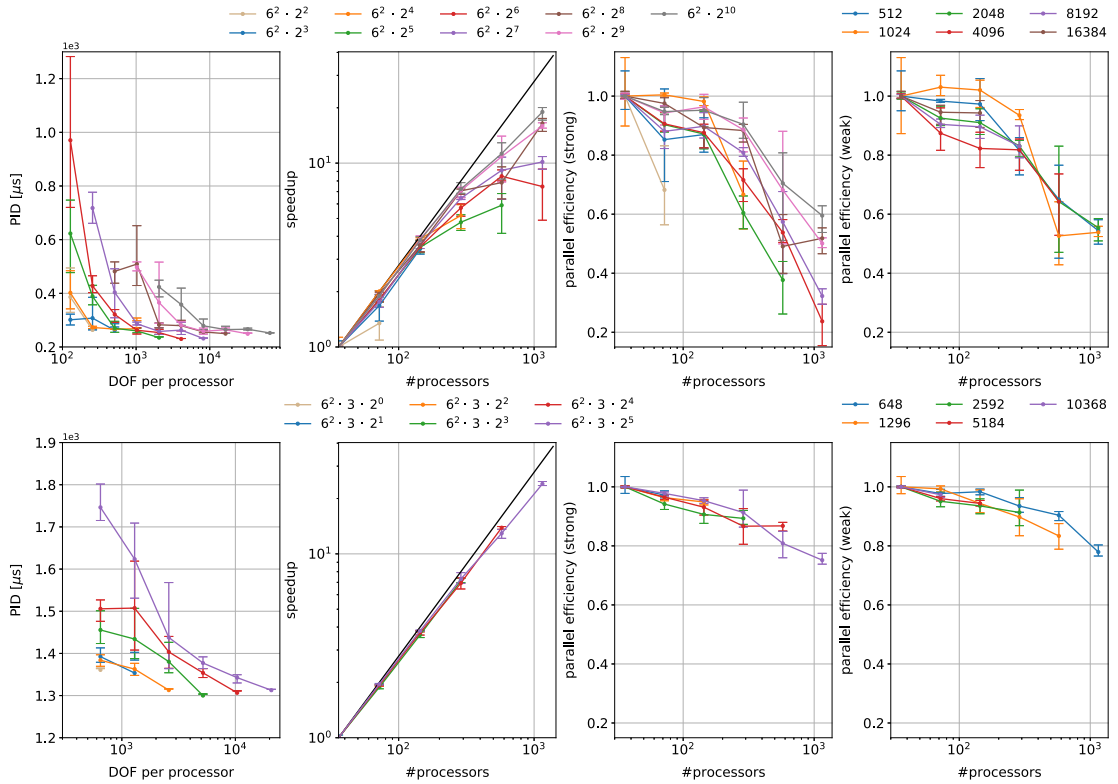 6² · 2² 6² · 2⁴ 6² · 2⁶ 6² · 2⁸ 6² · 2¹⁰
6² · 2³ 6² · 2⁵ 6² · 2⁷ 6² · 2⁹
512 2048 8192
1024 4096 16384
1e3
1.2
1.0
0.8
0.6
0.4
0.2
PID [μs]
10² 10³ 10⁴
DOF per processor
10¹
10⁰
speedup
10² 10³
#processors
1.0
0.8
0.6
0.4
0.2
parallel efficiency (strong)
10² 10³
#processors
1.0
0.8
0.6
0.4
0.2
parallel efficiency (weak)
10² 10³
#processors
6² · 3 · 2⁰ 6² · 3 · 2² 6² · 3 · 2⁴
6² · 3 · 2¹ 6² · 3 · 2³ 6² · 3 · 2⁵
648 2592 10368
1296 5184
1e3
1.9
1.8
1.7
1.6
1.5
1.4
1.3
1.2
PID [μs]
10³ 10⁴
DOF per processor
10¹
10⁰
speedup
10² 10³
#processors
1.0
0.8
0.6
0.4
0.2
parallel efficiency (strong)
10² 10³
#processors
1.0
0.8
0.6
0.4
0.2
parallel efficiency (weak)
10² 10³
#processors